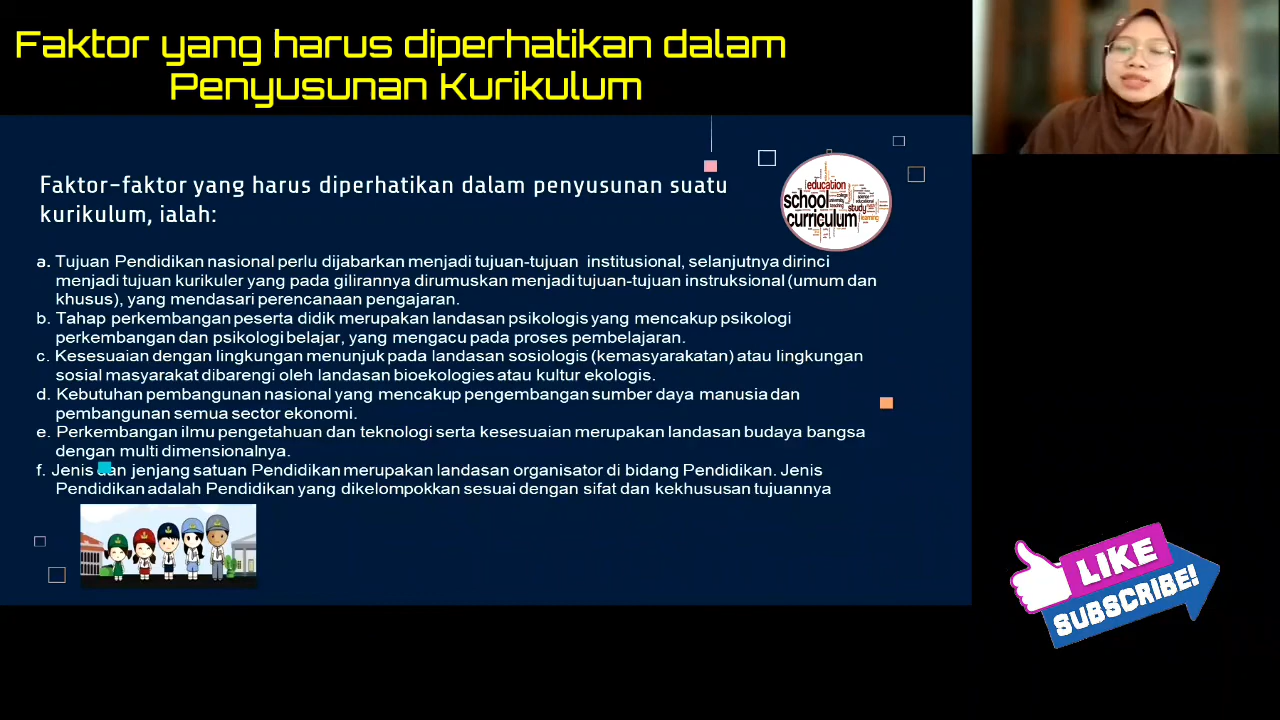 Faktor yang harus diperhatikan dalam
Penyusunan Kurikulum
Faktor-faktor yang harus diperhatikan dalam penyusunan suatu
kurikulum, ialah:
education
school
curriculum
study
learning
a. Tujuan Pendidikan nasional perlu dijabarkan menjadi tujuan-tujuan institusional, selanjutnya dirinci
menjadi tujuan kurikuler yang pada gilirannya dirumuskan menjadi tujuan-tujuan instruksional (umum dan
khusus), yang mendasari perencanaan pengajaran.
b. Tahap perkembangan peserta didik merupakan landasan psikologis yang mencakup psikologi
perkembangan dan psikologi belajar, yang mengacu pada proses pembelajaran.
c. Kesesuaian dengan lingkungan menunjuk pada landasan sosiologis (kemasyarakatan) atau lingkungan
sosial masyarakat dibarengi oleh landasan bioekologies atau kultur ekologis.
d. Kebutuhan pembangunan nasional yang mencakup pengembangan sumber daya manusia dan
pembangunan semua sector ekonomi.
e. Perkembangan ilmu pengetahuan dan teknologi serta kesesuaian merupakan landasan budaya bangsa
dengan multi dimensionalnya.
f. Jenis dan jenjang satuan Pendidikan merupakan landasan organisator di bidang Pendidikan. Jenis
Pendidikan adalah Pendidikan yang dikelompokkan sesuai dengan sifat dan kekhususan tujuannya
LIKE
SUBSCRIBE!